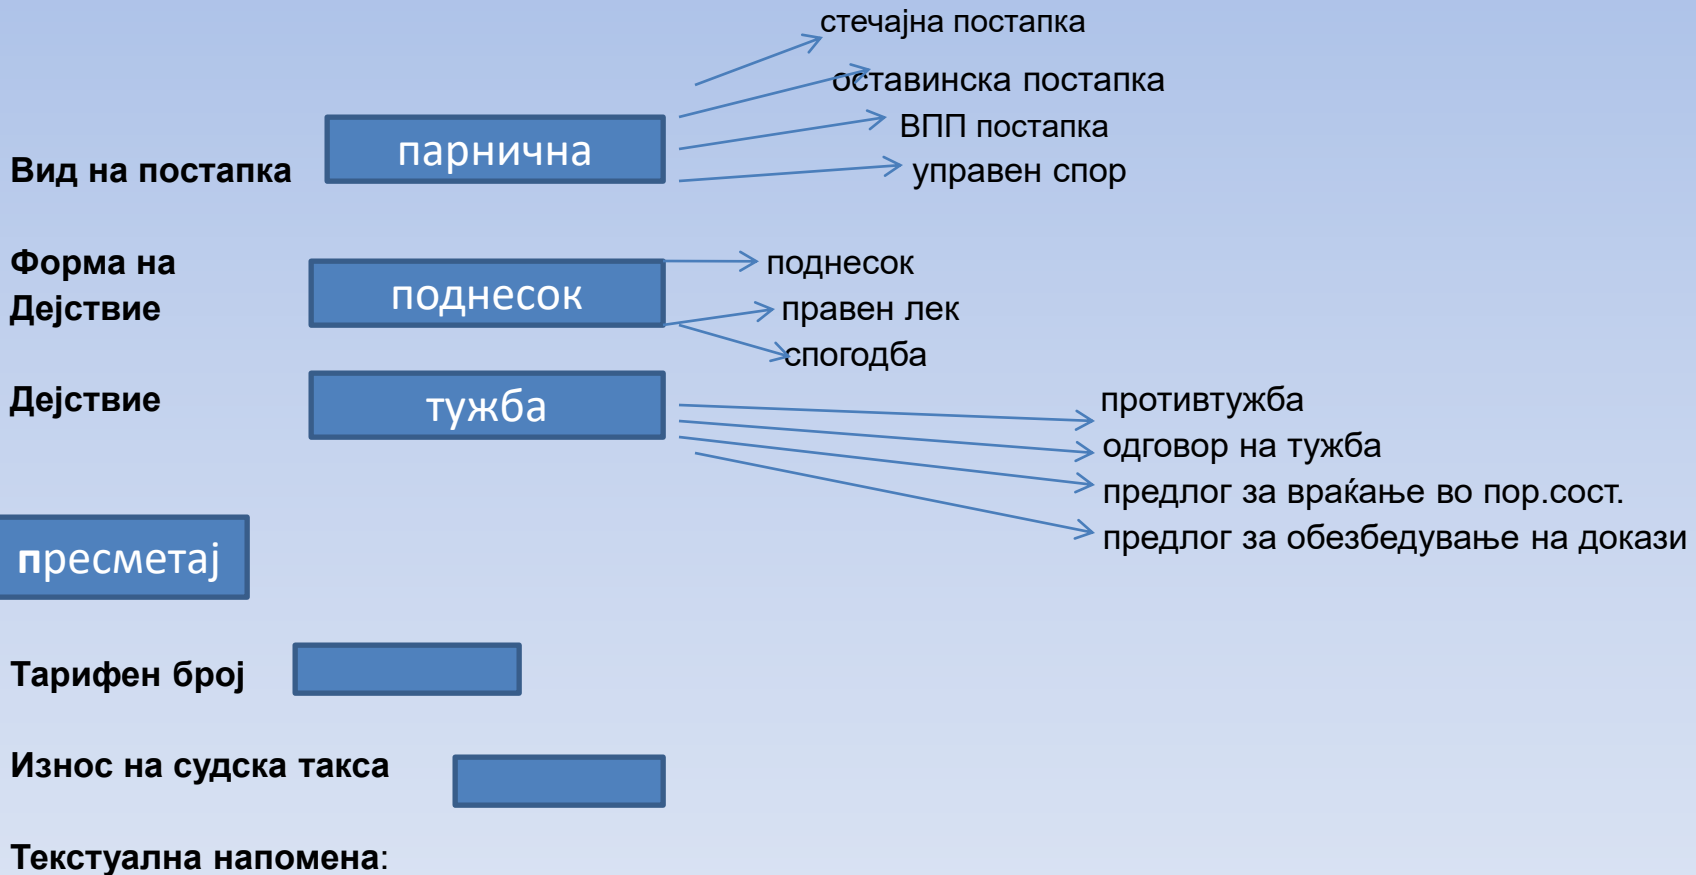 стечајна постапка
оставинска постапка
парнична
ВПП постапка
Вид на постапка
управен спор
Форма на
Дејствие
поднесок
поднесок
правен лек
спогодба
Дејствие
тужба
противтужба
одговор на тужба
предлог за враќање во пор.сост.
предлог за обезбедување на докази
пресметај
Тарифен број
Износ на судска такса
Текстуална напомена: